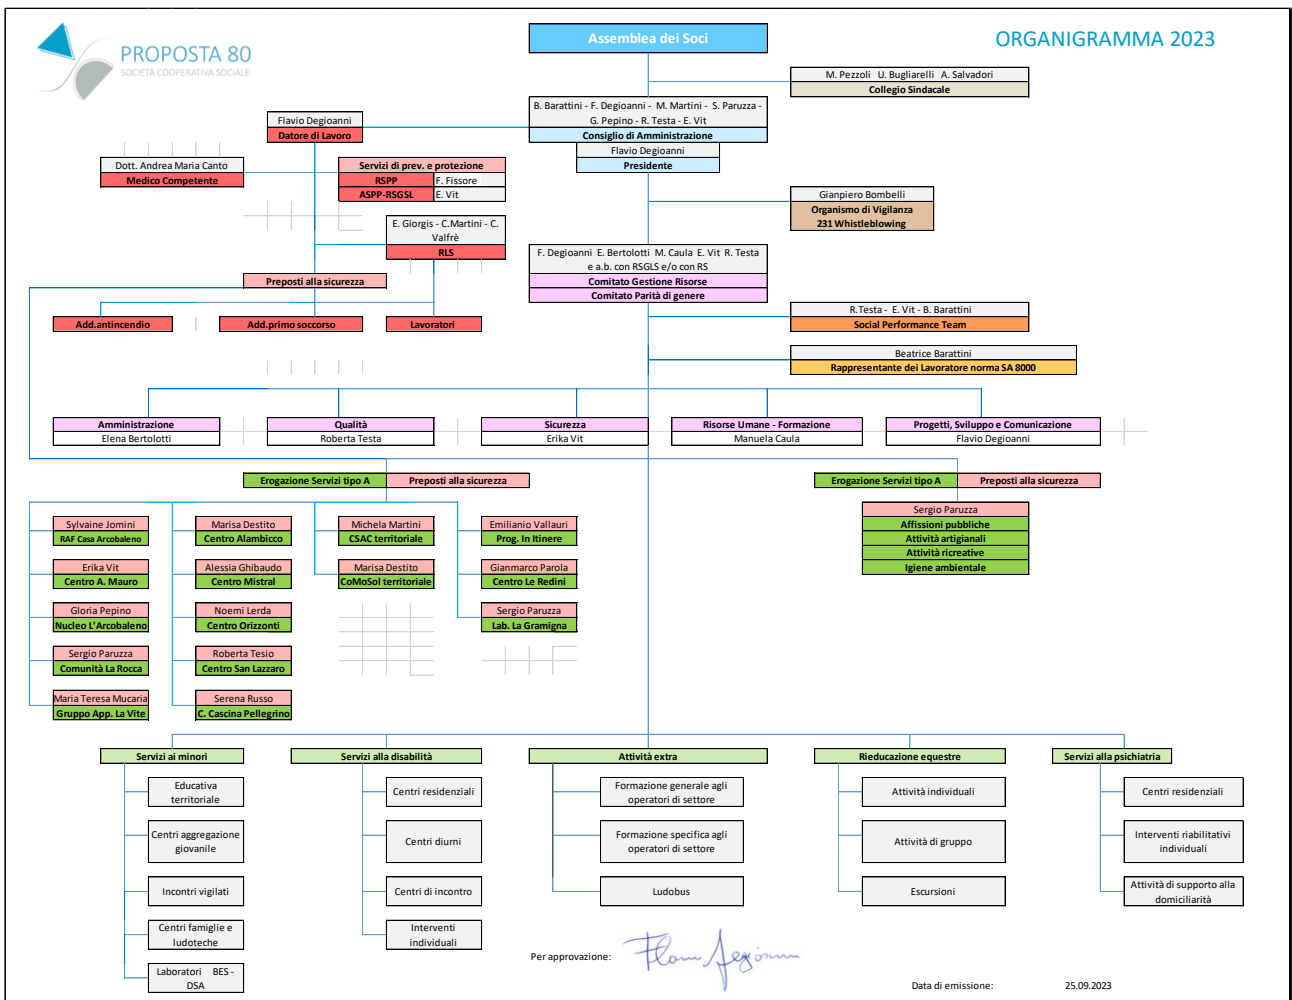 PROPOSTA 80
SOCIETÀ COOPERATIVA SOCIALE
ORGANIGRAMMA 2023
Assemblea dei Soci
M. Pezzoli U. Bugliarelli A. Salvadori
Collegio Sindacale
B. Barattini - F. Degioanni - M. Martini - S. Paruzza -
G. Pepino - R. Testa - E. Vit
Consiglio di Amministrazione
Flavio Degioanni
Presidente
Flavio Degioanni
Datore di Lavoro
Dott. Andrea Maria Canto
Medico Competente
Servizi di prev. e protezione
RSPP F. Fissore
ASPP-RSGSL E. Vit
Gianpiero Bombelli
Organismo di Vigilanza
231 Whistleblowing
E. Giorgis - C.Martini - C.
Valfrè
RLS
F. Degioanni E. Bertolotti M. Caula E. Vit R. Testa
e a.b. con RSGLS e/o con RS
Comitato Gestione Risorse
Comitato Parità di genere
Preposti alla sicurezza
Add.antincendio
Add.primo soccorso
Lavoratori
R.Testa - E. Vit - B. Barattini
Social Performance Team
Beatrice Barattini
Rappresentante dei Lavoratore norma SA 8000
Amministrazione
Elena Bertolotti
Qualità
Roberta Testa
Sicurezza
Erika Vit
Risorse Umane - Formazione
Manuela Caula
Progetti, Sviluppo e Comunicazione
Flavio Degioanni
Erogazione Servizi tipo A Preposti alla sicurezza
Erogazione Servizi tipo A Preposti alla sicurezza
Sylvaine Jomini
RAF Casa Arcobaleno
Erika Vit
Centro A. Mauro
Gloria Pepino
Nucleo L'Arcobaleno
Sergio Paruzza
Comunità La Rocca
Maria Teresa Mucaria
Gruppo App. La Vite
Marisa Destito
Centro Alambicco
Alessia Ghibaudo
Centro Mistral
Noemi Lerda
Centro Orizzonti
Roberta Tesio
Centro San Lazzaro
Serena Russo
C. Cascina Pellegrino
Michela Martini
CSAC territoriale
Marisa Destito
CoMoSol territoriale
Emilianio Vallauri
Prog. In Itinere
Gianmarco Parola
Centro Le Redini
Sergio Paruzza
Lab. La Gramigna
Sergio Paruzza
Affissioni pubbliche
Attività artigianali
Attività ricreative
Igiene ambientale
Servizi ai minori
Educativa
territoriale
Centri aggregazione
giovanile
Incontri vigilati
Centri famiglie e
ludoteche
Laboratori BES -
DSA
Servizi alla disabilità
Centri residenziali
Centri diurni
Centri di incontro
Interventi
individuali
Attività extra
Formazione generale agli
operatori di settore
Formazione specifica agli
operatori di settore
Ludobus
Rieducazione equestre
Attività individuali
Attività di gruppo
Escursioni
Servizi alla psichiatria
Centri residenziali
Interventi riabilitativi
individuali
Attività di supporto alla
domiciliarità
Per approvazione:
Data di emissione: 25.09.2023